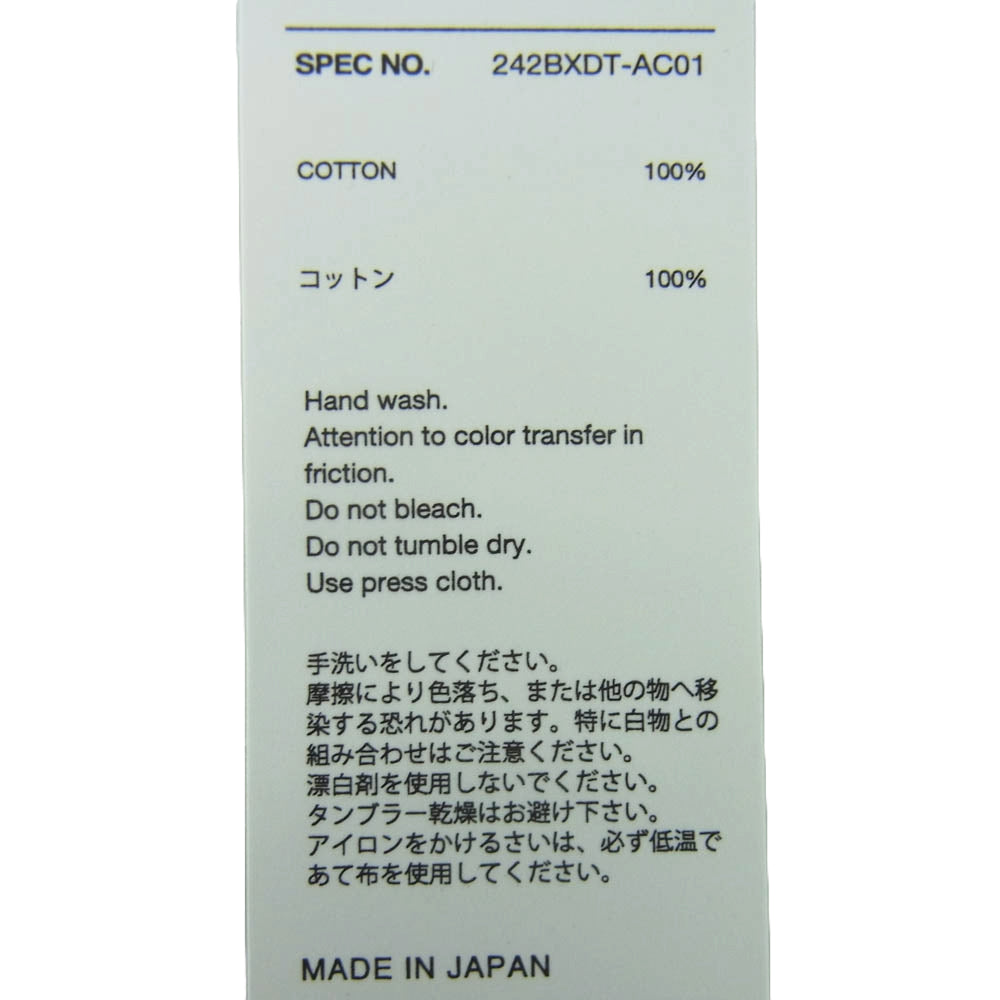 SPEC NO. 242BXDT-AC01
COTTON 100%
コットン 100%
Hand wash.
Attention to color transfer in
friction.
Do not bleach.
Do not tumble dry.
Use press cloth.
手洗いをしてください。
摩擦により色落ち、または他の物へ移
染する恐れがあります。特に白物との
組み合わせはご注意ください。
漂白剤を使用しないでください。
タンブラー乾燥はお避け下さい。
アイロンをかけるさいは、必ず低温で
あて布を使用してください。
MADE IN JAPAN